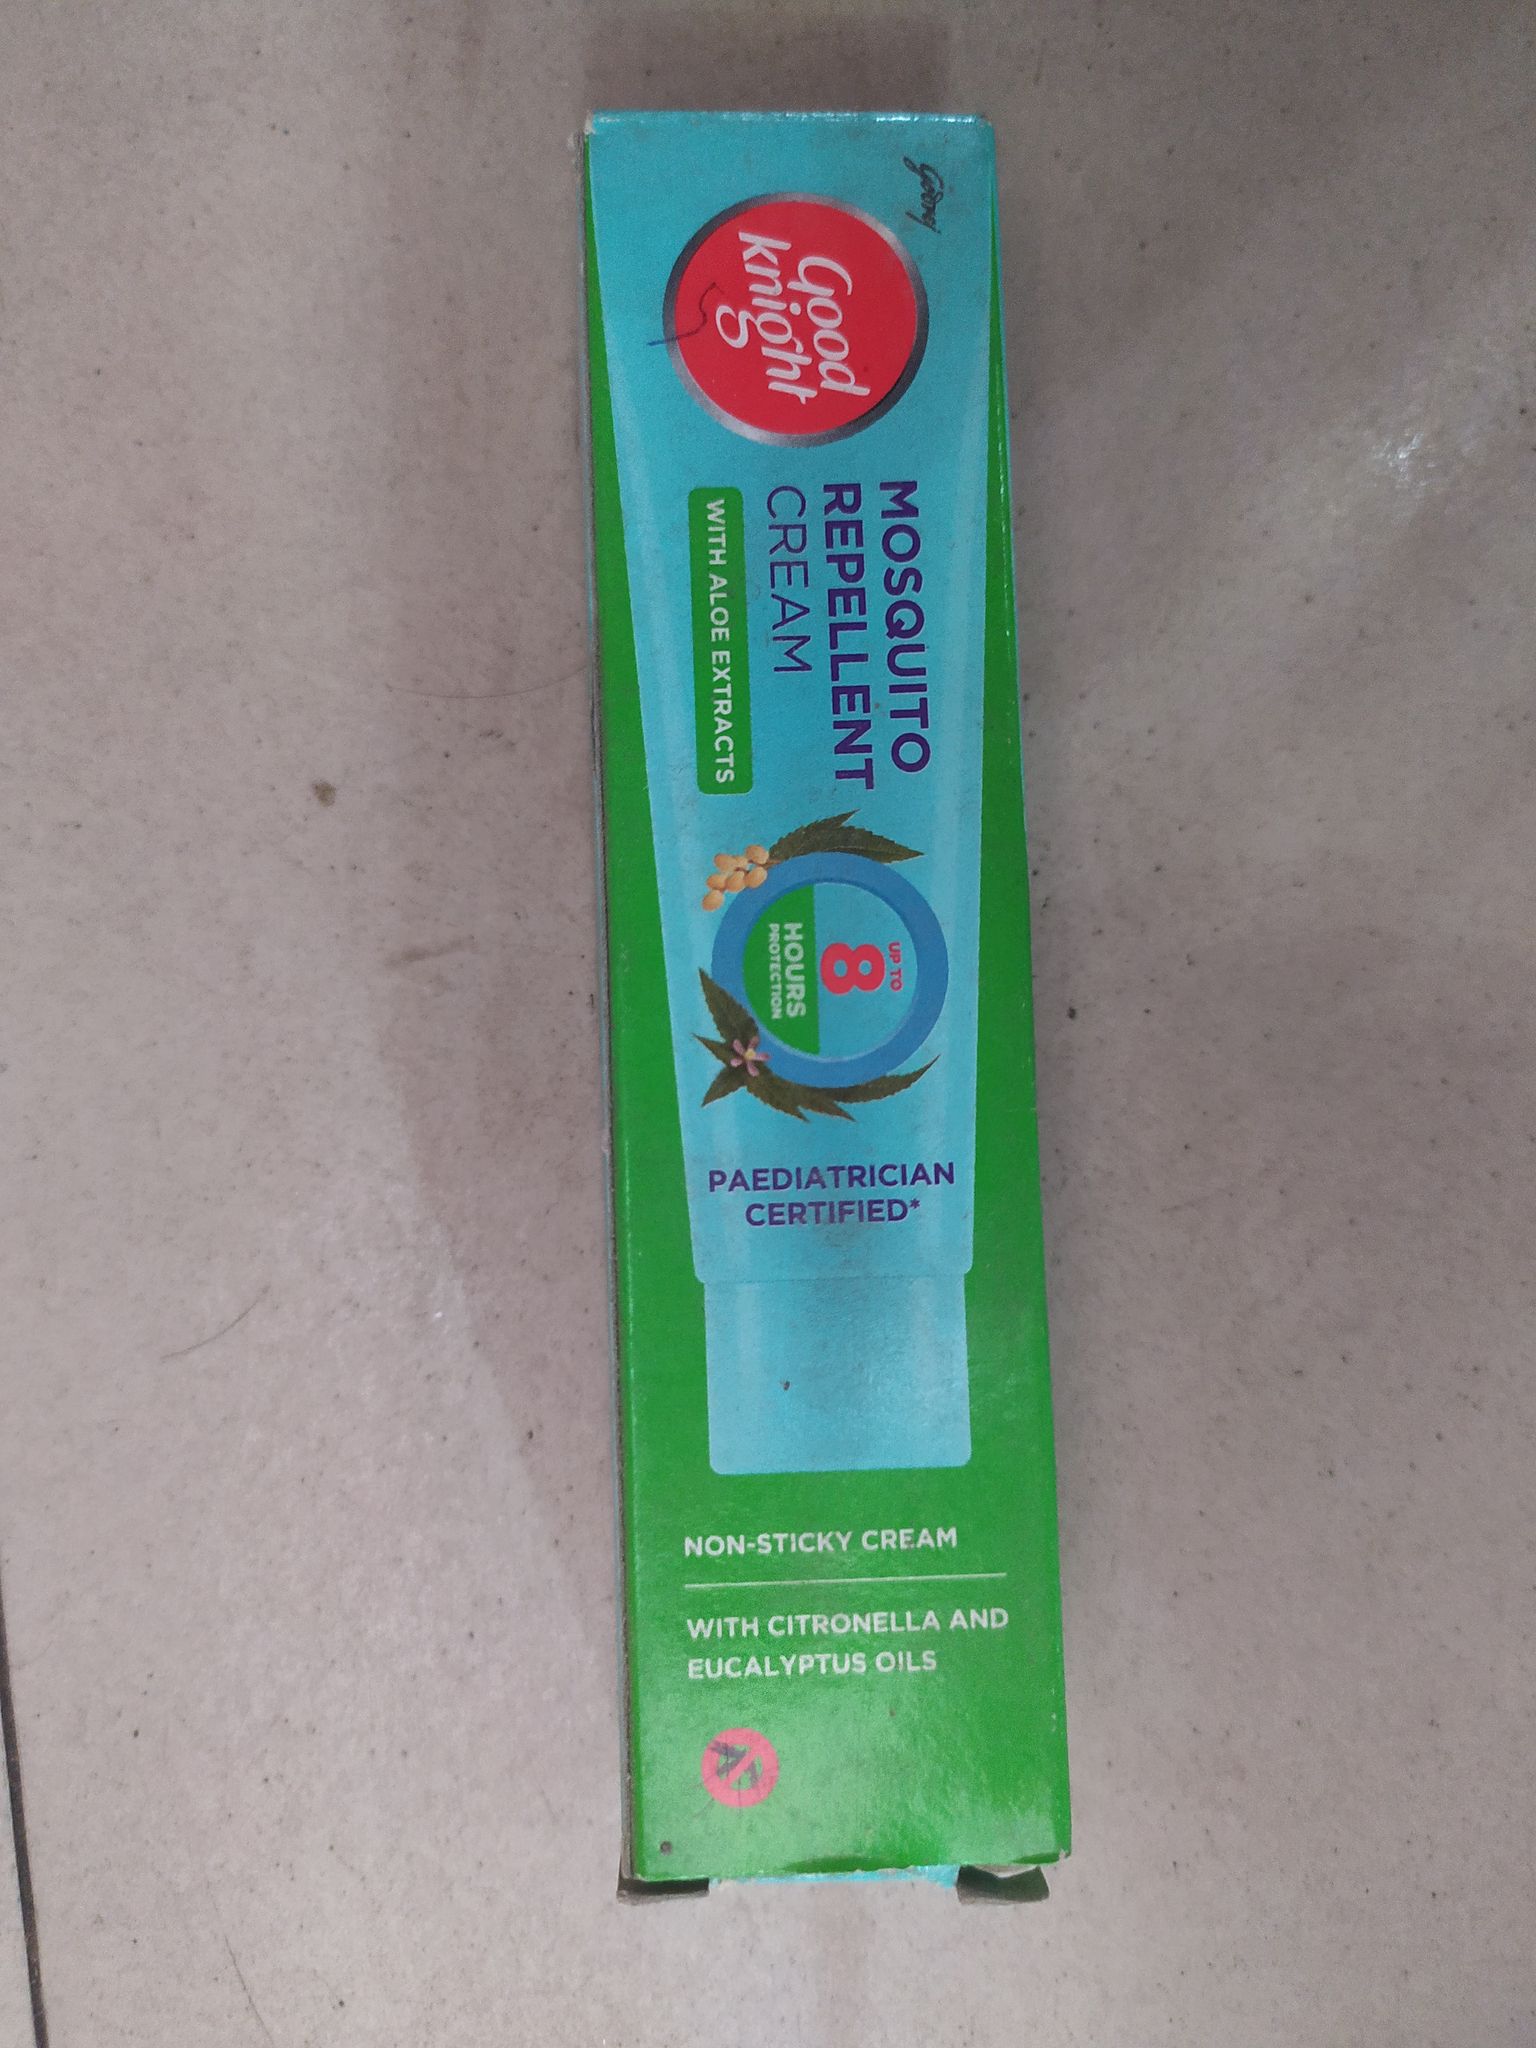 Godrej
Good
knight
MOSQUITO
REPELLENT
CREAM
WITH ALOE EXTRACTS
UP TO
8
HOURS
PROTECTION
PAEDIATRICIAN
CERTIFIED*
NON-STICKY CREAM
WITH CITRONELLA AND
EUCALYPTUS OILS